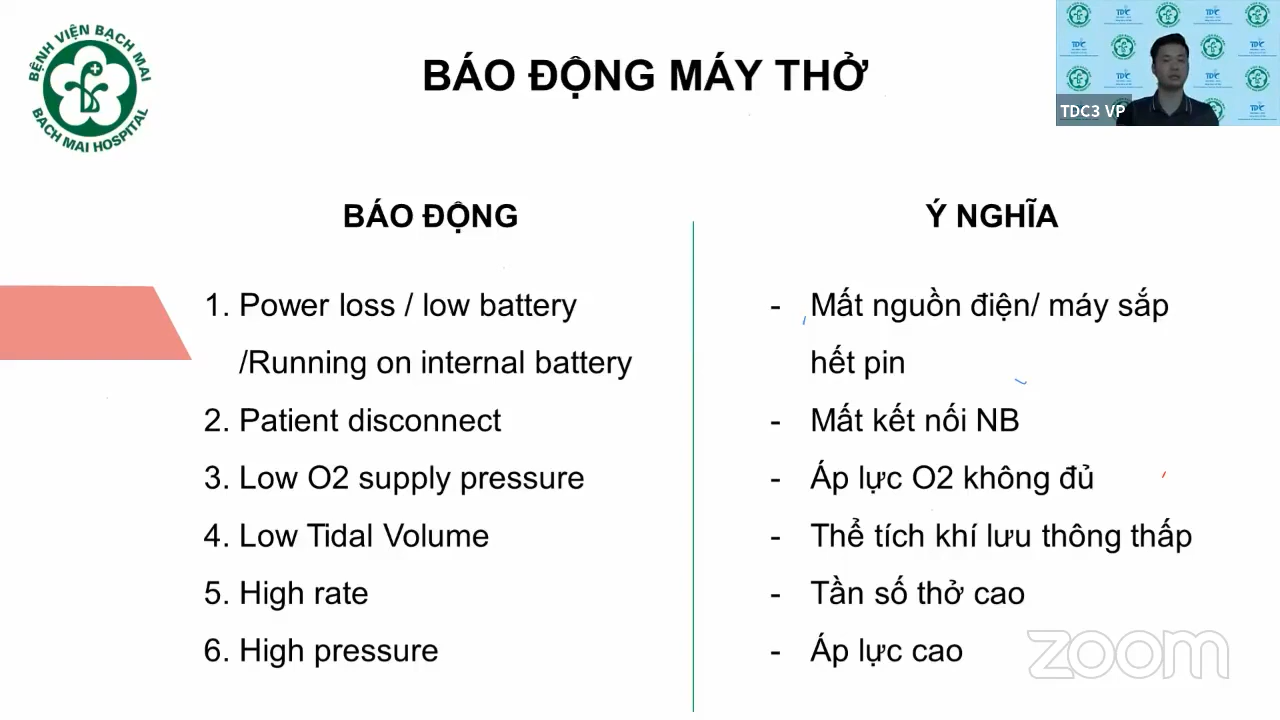 BỆNH VIỆN BẠCH MAI
BACH MAI HOSPITAL
BÁO ĐỘNG MÁY THỞ
TDC3 VP
BÁO ĐỘNG
1. Power loss / low battery
/Running on internal battery
2. Patient disconnect
3. Low O2 supply pressure
4. Low Tidal Volume
5. High rate
6. High pressure
Ý NGHĨA
- Mất nguồn điện/ máy sắp
hết pin
- Mất kết nối NB
- Áp lực O2 không đủ
- Thể tích khí lưu thông thấp
- Tần số thở cao
- Áp lực cao
zoom